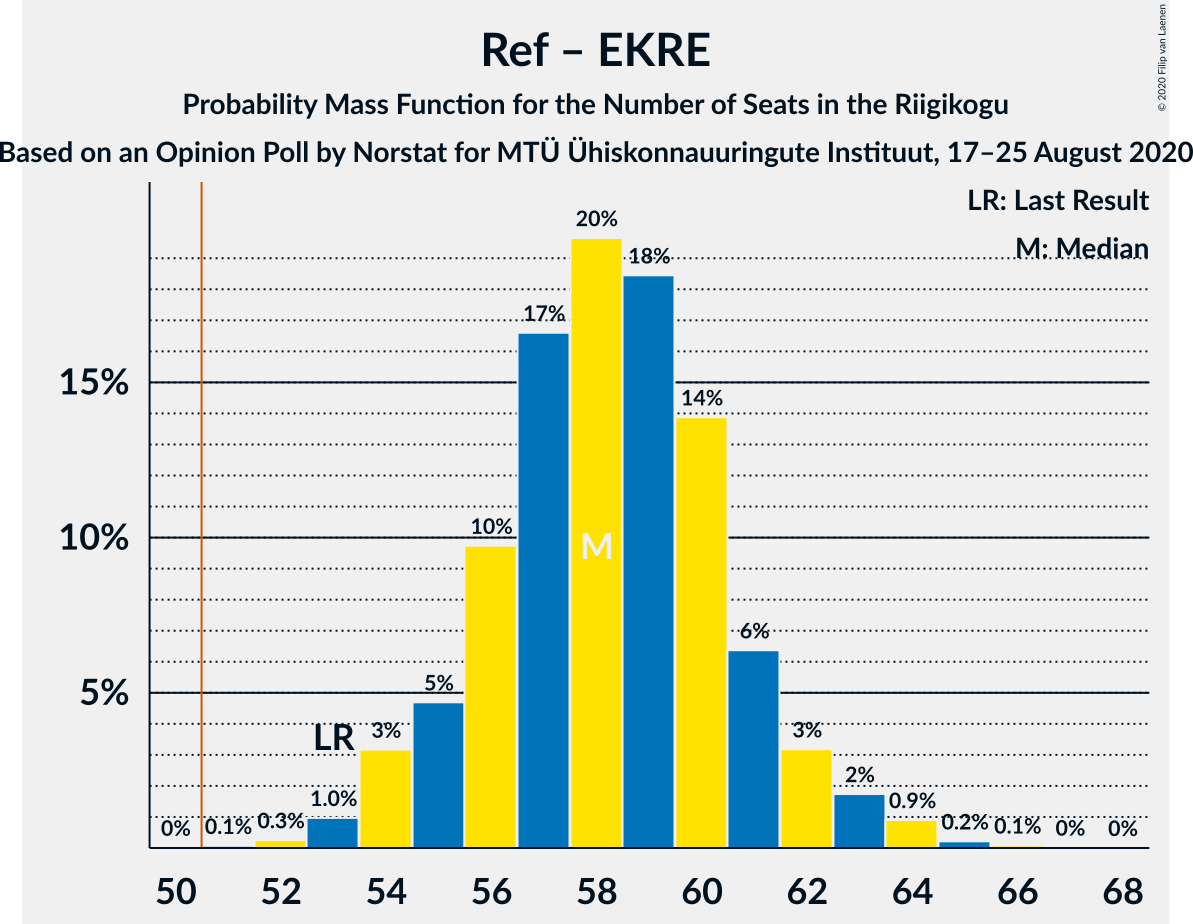 Ref – EKRE
Probability Mass Function for the Number of Seats in the Riigikogu
Based on an Opinion Poll by Norstat for MTÜ Ühiskonnauuringute Instituut, 17–25 August 2020
© 2020 Filip van Laenen
LR: Last Result
M: Median
20%
18%
17%
15%
14%
10%
10%
M
6%
5%
5%
LR
3%
3%
2%
1.0%
0.9%
0%
0.1%
0.3%
0.2%
0.1%
0%
0%
50 52 54 56 58 60 62 64 66 68